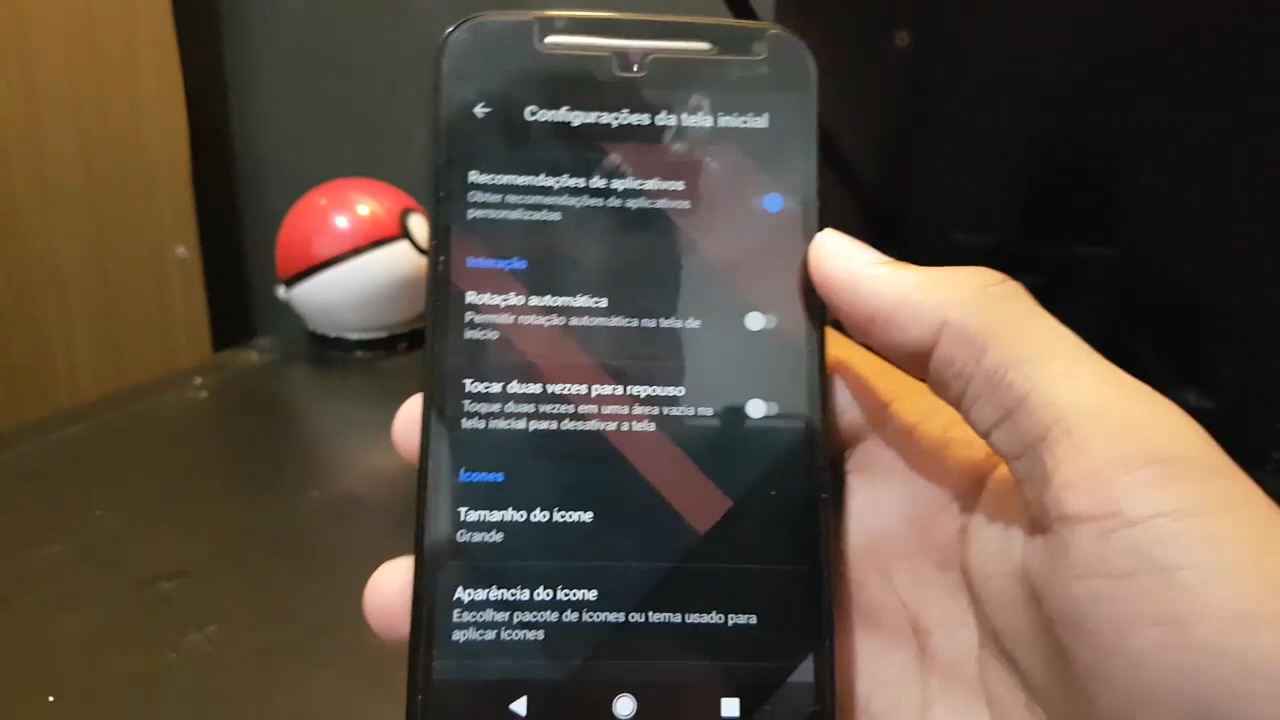 Configurações da tela inicial
Recomendações de aplicativos
Obter recomendações de aplicativos
personalizadas
Interação
Rotação automática
Permitir rotação automática na tela de
início
Tocar duas vezes para repouso
Toque duas vezes em uma área vazia na
tela inicial para desativar a tela
Ícones
Tamanho do ícone
Grande
Aparência do ícone
Escolher pacote de ícones ou tema usado para
aplicar ícones